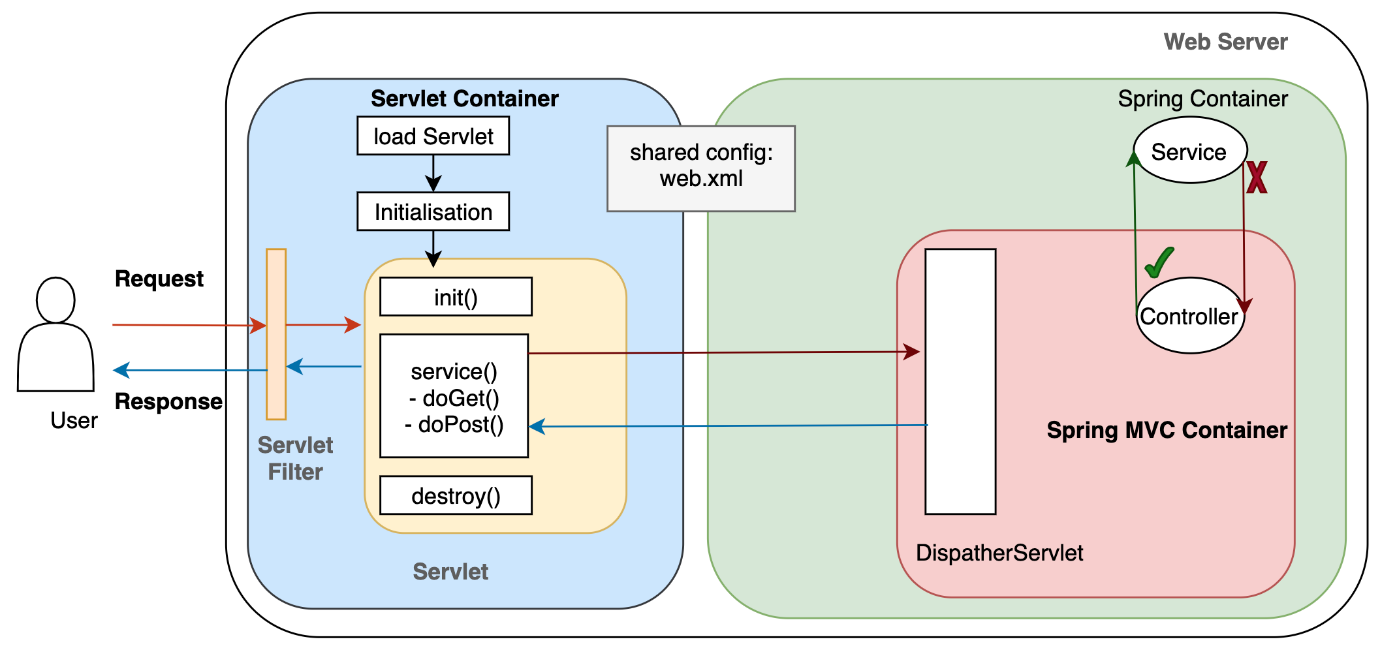 Web Server
Servlet Container
load Servlet
Initialisation
shared config:
web.xml
Spring Container
Service
X
Request
Response
User
Servlet
Filter
init()
service()
- doGet()
- doPost()
destroy()
Servlet
Controller
Spring MVC Container
DispatherServlet